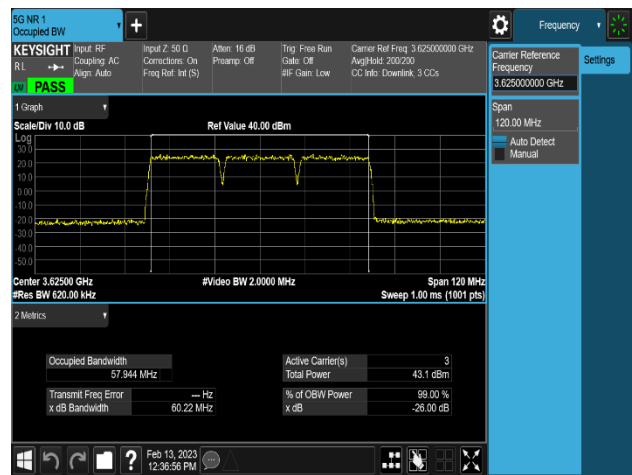 5G NR 1
Occupied BW
Frequency
KEYSIGHT
RL
PASS
Input: RF
Coupling: AC
Align: Auto
Input Z: 50 Ω
Corrections: On
Freq Ref: Int (S)
Atten: 16 dB
Preamp: Off
Trig: Free Run
Gate: Off
#IF Gain: Low
Carrier Ref Freq: 3.625000000 GHz
Avg|Hold: 200/200
CC Info: Downlink, 3 CCs
Carrier Reference
Frequency
3.625000000 GHz
Settings
Span
120.00 MHz
Auto Detect
Manual
1 Graph
Scale/Div 10.0 dB
Ref Value 40.00 dBm
Log
30.0
20.0
10.0
0.00
-10.0
-20.0
-30.0
-40.0
-50.0
Center 3.62500 GHz
#Video BW 2.0000 MHz
Span 120 MHz
#Res BW 620.00 kHz
Sweep 1.00 ms (1001 pts)
2 Metrics
Occupied Bandwidth
57.944 MHz
Active Carrier(s) 3
Total Power 43.1 dBm
Transmit Freq Error --- Hz
x dB Bandwidth 60.22 MHz
% of OBW Power 99.00 %
x dB -26.00 dB
?
Feb 13, 2023
12:36:56 PM